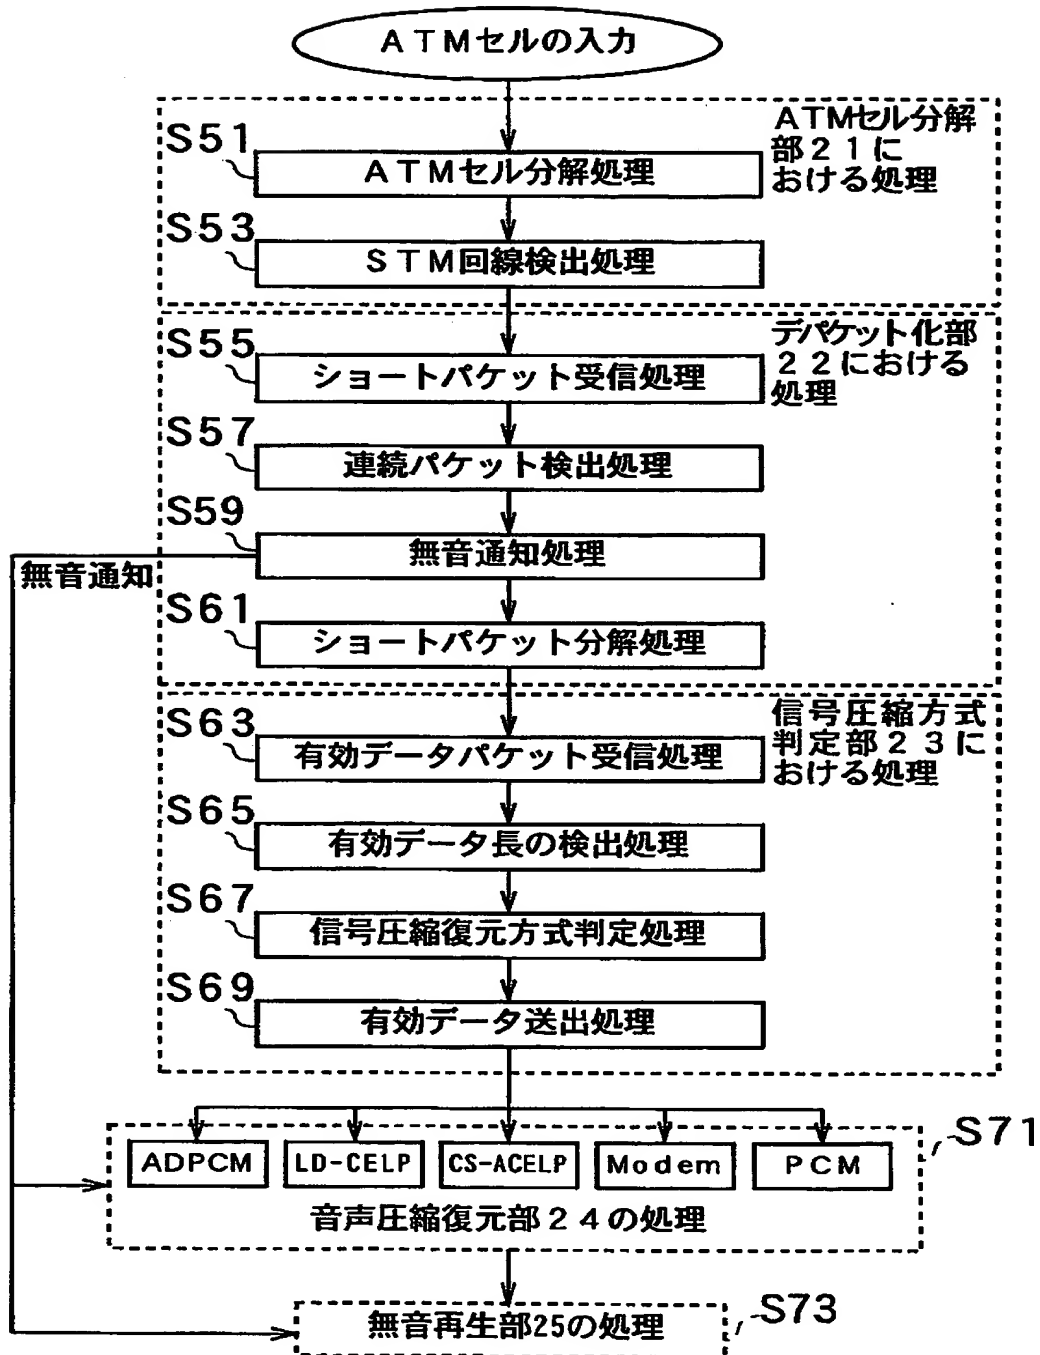 ATMセルの入力
S51
ATMセル分解処理
ATMセル分解
部21に
おける処理
S53
STM回線検出処理
S55
ショートパケット受信処理
デパケット化部
22における
処理
S57
連続パケット検出処理
S59
無音通知処理
無音通知
S61
ショートパケット分解処理
S63
有効データパケット受信処理
信号圧縮方式
判定部23に
おける処理
S65
有効データ長の検出処理
S67
信号圧縮復元方式判定処理
S69
有効データ送出処理
S71
ADPCM
LD-CELP
CS-ACELP
Modem
PCM
音声圧縮復元部24の処理
S73
無音再生部25の処理